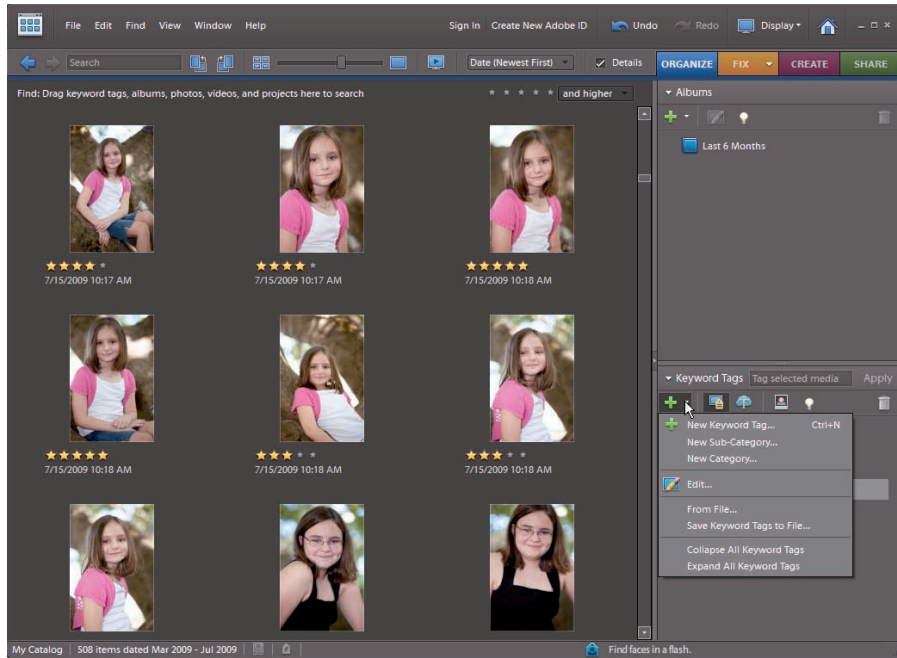 File Edit Find View Window Help Sign In Create New Adobe ID Undo Redo Display
Search Date (Newest First) Details ORGANIZE FIX CREATE SHARE
Find: Drag keyword tags, albums, photos, videos, and projects here to search and higher
Albums
Last 6 Months
7/15/2009 10:17 AM 7/15/2009 10:17 AM 7/15/2009 10:18 AM
Keyword Tags Tag selected media Apply
New Keyword Tag... Ctrl+N
New Sub-Category...
New Category...
7/15/2009 10:18 AM 7/15/2009 10:18 AM 7/15/2009 10:18 AM
Edit...
From File...
Save Keyword Tags to File...
Collapse All Keyword Tags
Expand All Keyword Tags
My Catalog 508 items dated Mar 2009 - Jul 2009 Find faces in a flash.